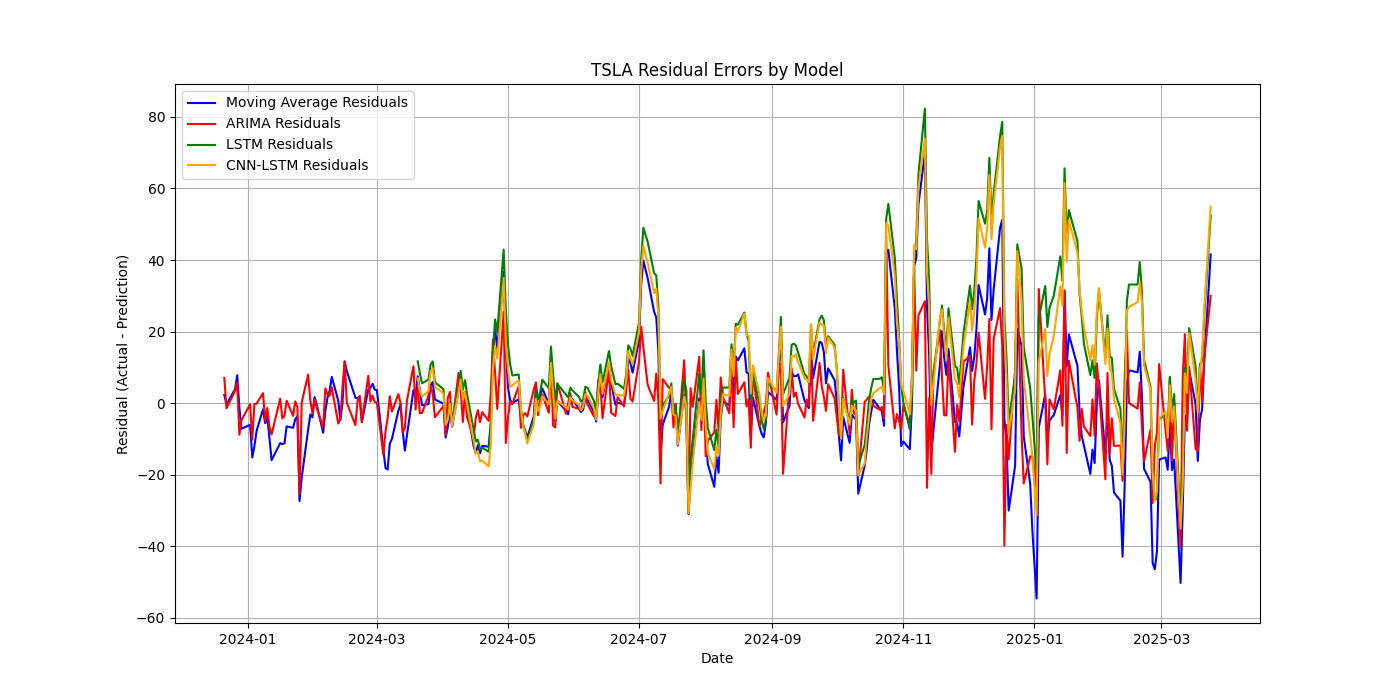 TSLA Residual Errors by Model
Moving Average Residuals
ARIMA Residuals
LSTM Residuals
CNN-LSTM Residuals
Residual (Actual - Prediction)
80
60
40
20
0
−20
−40
−60
2024-01
2024-03
2024-05
2024-07
2024-09
2024-11
2025-01
2025-03
Date